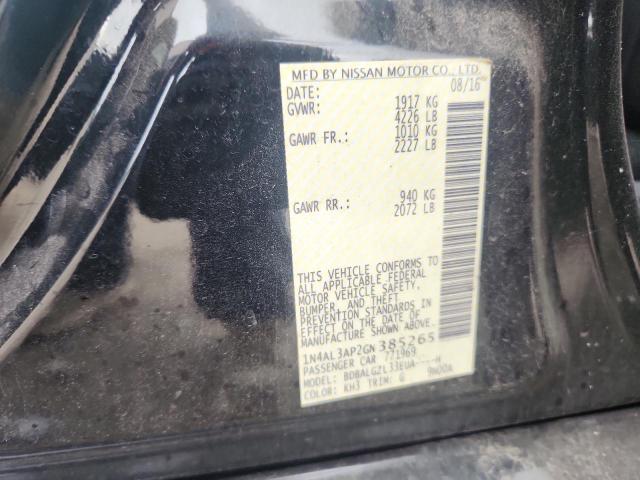 MFD BY NISSAN MOTOR CO., LTD.
DATE: 08/16
GVWR: 1917 KG
4226 LB
GAWR FR.: 1010 KG
2227 LB
GAWR RR.: 940 KG
2072 LB
THIS VEHICLE CONFORMS TO
ALL APPLICABLE FEDERAL
MOTOR VEHICLE SAFETY,
BUMPER, AND THEFT
PREVENTION STANDARDS IN
EFFECT ON THE DATE OF
MANUFACTURE SHOWN ABOVE.
1N4AL3AP2GN385265
PASSENGER CAR 771969
MODEL: BDBALGZL33EUA-
COLOR: KH3 TRIM: G